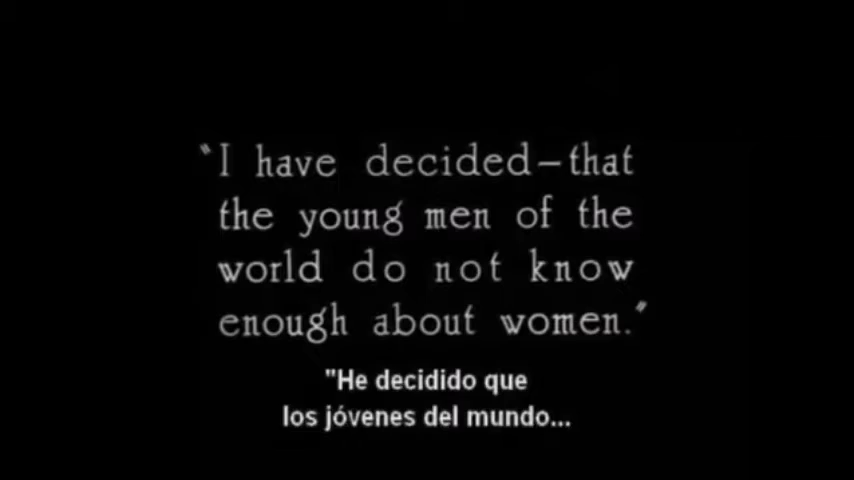 "I have decided—that
the young men of the
world do not know
enough about women."
"He decidido que
los jóvenes del mundo...